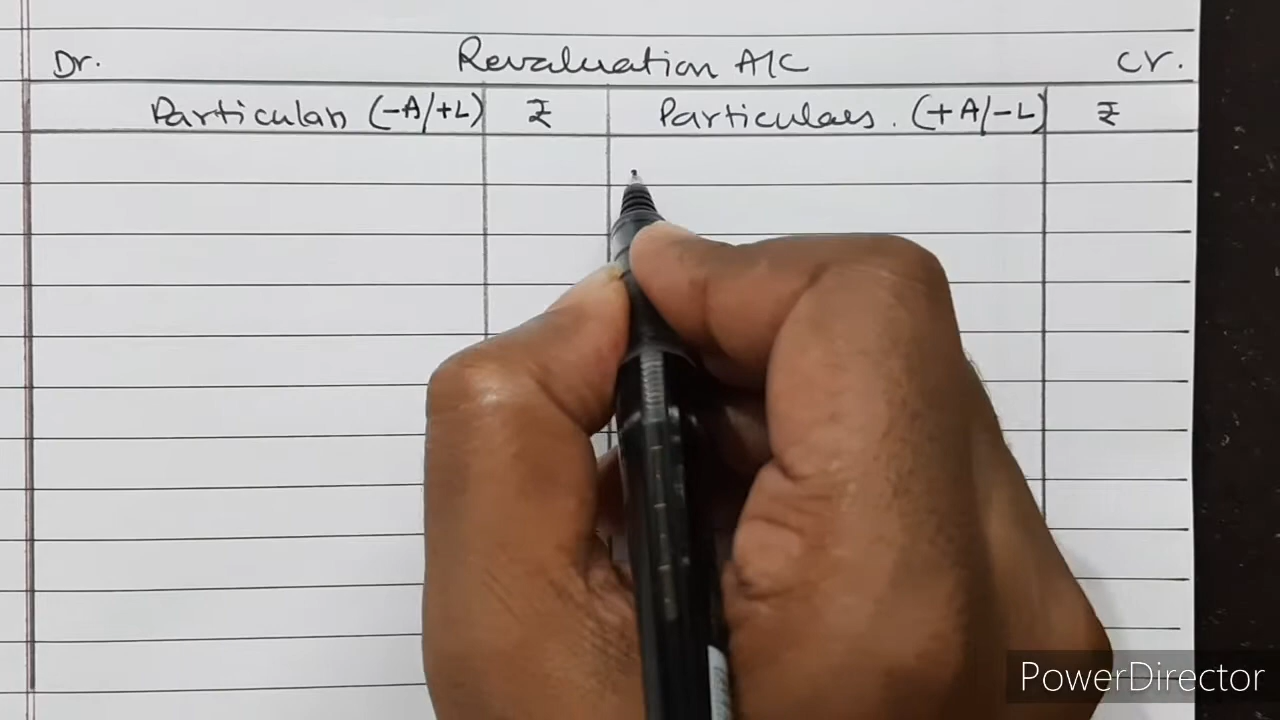 Dr. Revaluation A/C Cr.
Particulars (-A/+L) ₹ Particulars. (+A/-L) ₹
PowerDirector